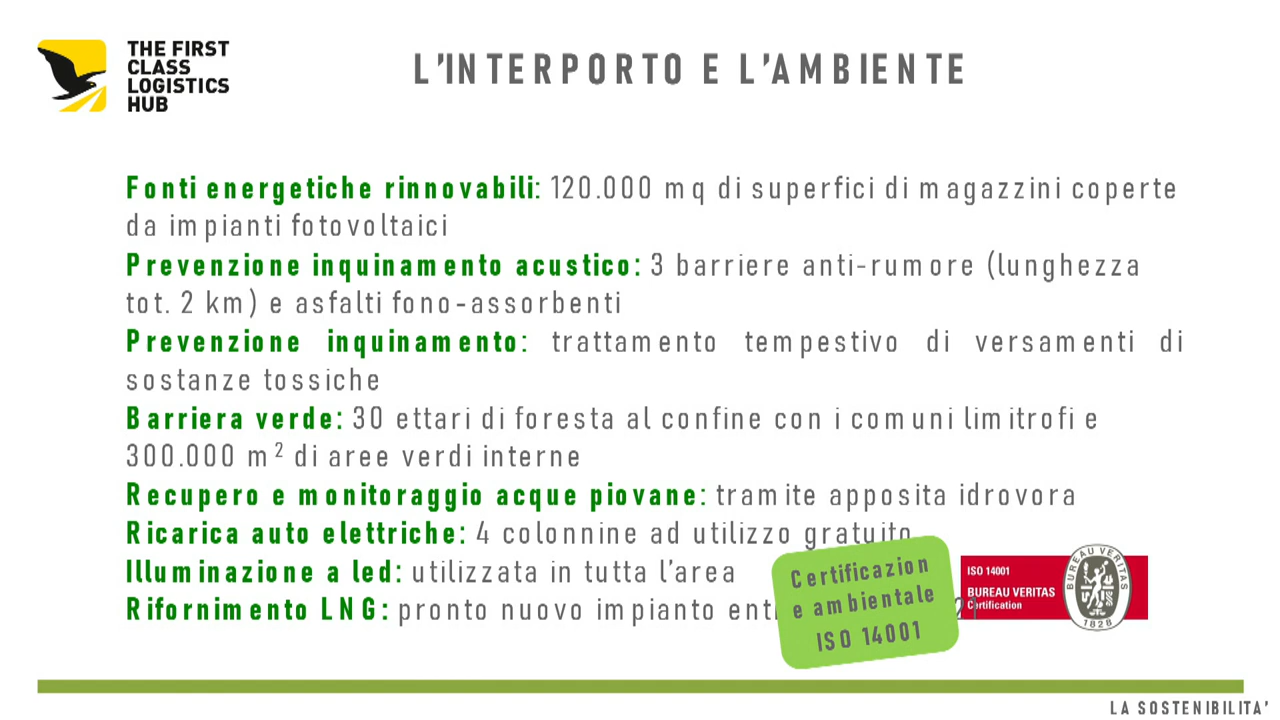 THE FIRST
CLASS
LOGISTICS
HUB
L'INTERPORTO E L'AMBIENTE
Fonti energetiche rinnovabili: 120.000 mq di superfici di magazzini coperte
da impianti fotovoltaici
Prevenzione inquinamento acustico: 3 barriere anti-rumore (lunghezza
tot. 2 km) e asfalti fono-assorbenti
Prevenzione inquinamento: trattamento tempestivo di versamenti di
sostanze tossiche
Barriera verde: 30 ettari di foresta al confine con i comuni limitrofi e
300.000 m² di aree verdi interne
Recupero e monitoraggio acque piovane: tramite apposita idrovora
Ricarica auto elettriche: 4 colonnine ad utilizzo gratuito
Illuminazione a led: utilizzata in tutta l'area
Rifornimento LNG: pronto nuovo impianto
Certificazion
e ambientale
ISO 14001
ISO 14001
BUREAU VERITAS
Certification
BUREAU VERITAS
1828
LA SOSTENIBILITA'